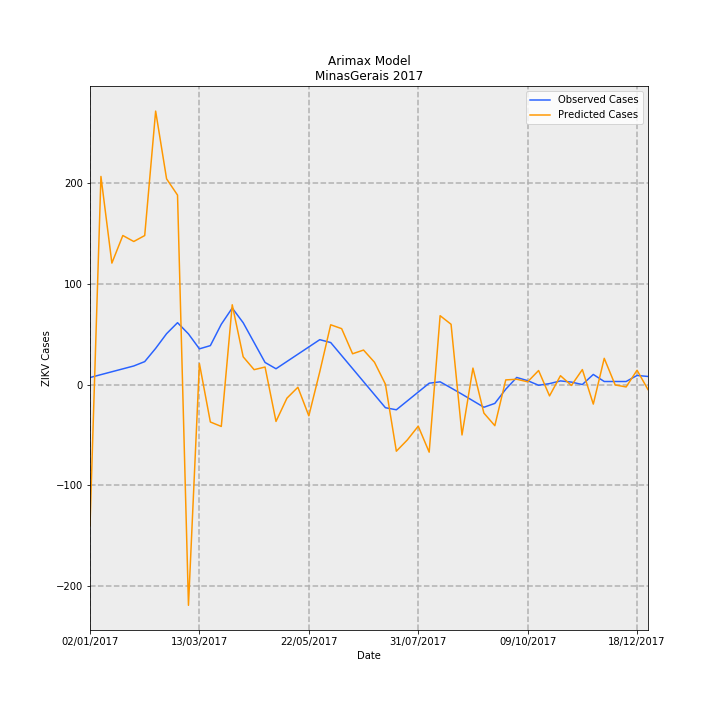 Arimax Model
MinasGerais 2017
Observed Cases
Predicted Cases
ZIKV Cases
200
100
0
−100
−200
02/01/2017
13/03/2017
22/05/2017
31/07/2017
09/10/2017
18/12/2017
Date